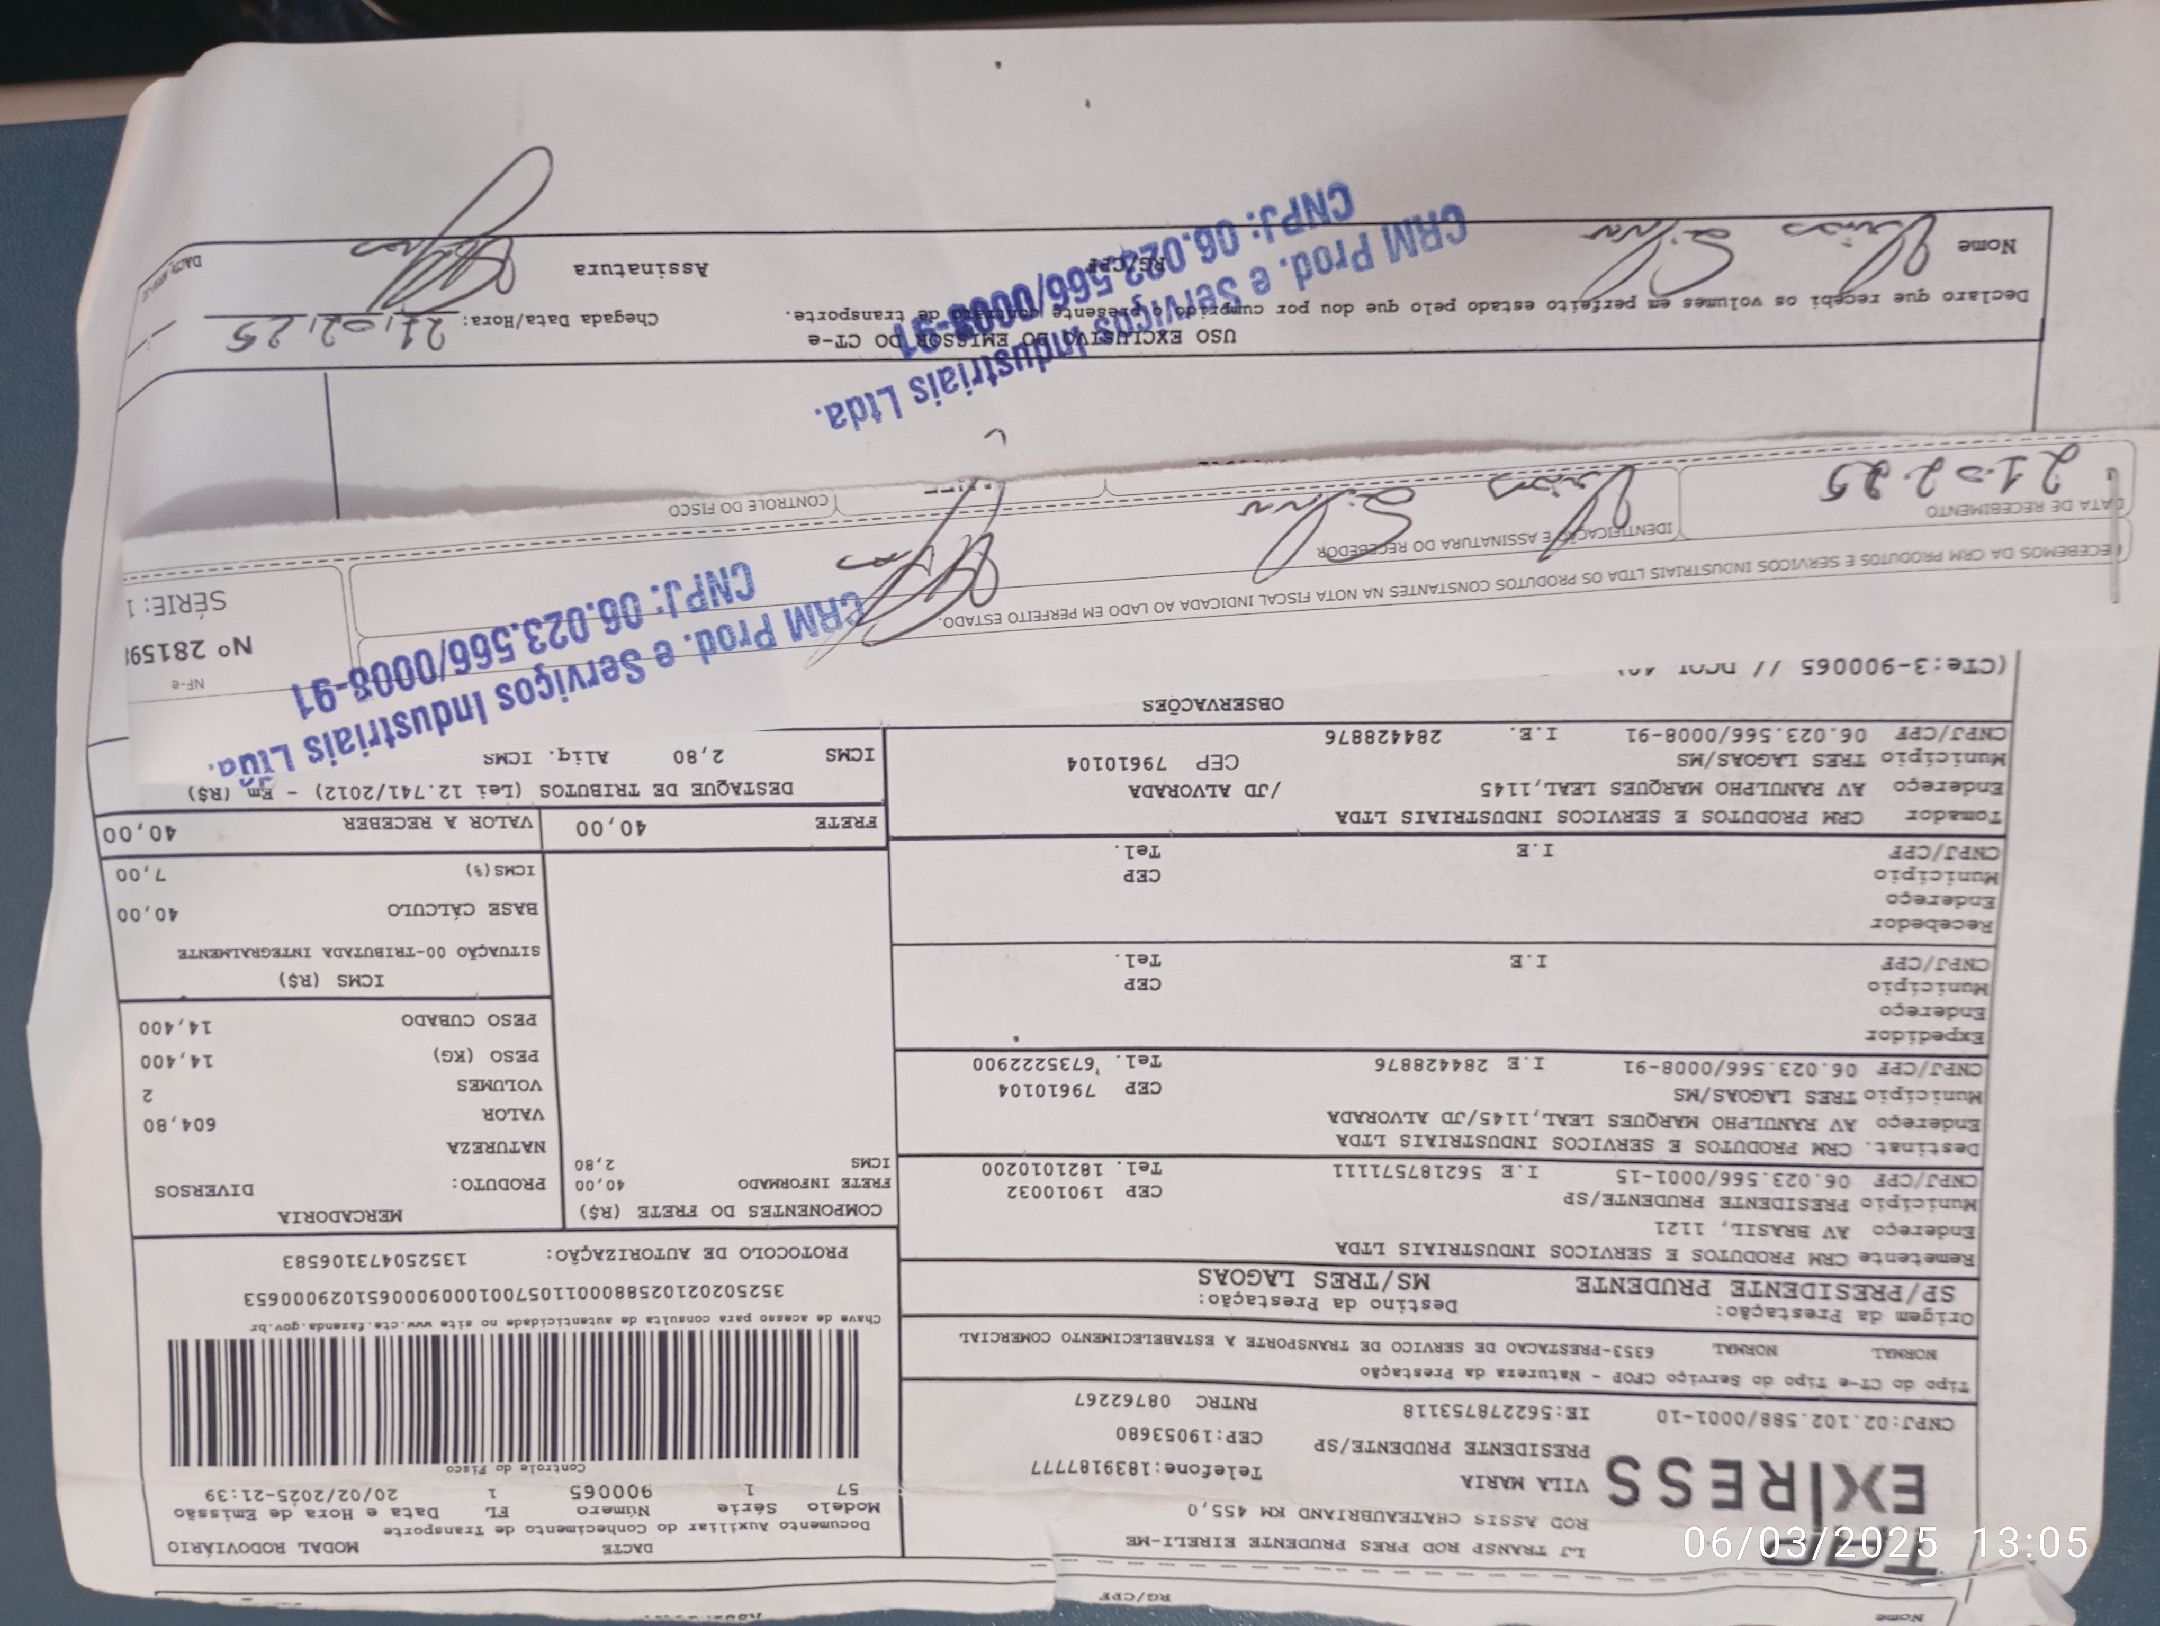 Nome
RG/CPF
LJ TRANSP ROD PRES PRUDENTE EIRELI-ME
ROD ASSIS CHATEAUBRIAND KM 455,0
EXIRESS
VILA MARIA
Telefone:1839187777
PRESIDENTE PRUDENTE/SP
CEP:19053680
CNPJ:02.102.588/0001-10
IE:562278753118
RNTRC 08762267
DACTE
MODAL RODOVIÁRIO
Documento Auxiliar do Conhecimento de Transporte
Modelo Série Número FL Data e Hora de Emissão
57 1 900065 1 20/02/2025-21:39
Controle do Fisco
Chave de acesso para consulta de autenticidade no site www.cte.fazenda.gov.br
PROTOCOLO DE AUTORIZAÇÃO: 135250473106583
Tipo do CT-e Tipo do Serviço CFOP - Natureza da Prestação
NORMAL NORMAL 6353-PRESTACAO DE SERVICO DE TRANSPORTE A ESTABELECIMENTO COMERCIAL
Origem da Prestação: Destino da Prestação:
SP/PRESIDENTE PRUDENTE MS/TRES LAGOAS
Remetente CRM PRODUTOS E SERVICOS INDUSTRIAIS LTDA
Endereço AV BRASIL, 1121
Município PRESIDENTE PRUDENTE/SP CEP 19010032
CNPJ/CPF 06.023.566/0001-15 I.E 562187571111 Tel. 1821010200
Destinat. CRM PRODUTOS E SERVICOS INDUSTRIAIS LTDA
Endereço AV RANULPHO MARQUES LEAL,1145/JD ALVORADA
Município TRES LAGOAS/MS CEP 79610104
CNPJ/CPF 06.023.566/0008-91 I.E 284428876 Tel. 6735222900
Expedidor
Endereço
Município CEP
CNPJ/CPF I.E Tel.
Recebedor
Endereço
Município CEP
CNPJ/CPF I.E Tel.
Tomador CRM PRODUTOS E SERVICOS INDUSTRIAIS LTDA
Endereço AV RANULPHO MARQUES LEAL,1145 /JD ALVORADA
Município TRES LAGOAS/MS CEP 79610104
CNPJ/CPF 06.023.566/0008-91 I.E. 284428876
COMPONENTES DO FRETE (R$)
FRETE INFORMADO 40,00
ICMS 2,80
MERCADORIA
PRODUTO: DIVERSOS
NATUREZA
VALOR 604,80
VOLUMES 2
PESO (KG) 14,400
PESO CUBADO 14,400
ICMS (R$)
SITUAÇÃO 00-TRIBUTADA INTEGRALMENTE
BASE CÁLCULO 40,00
ICMS(%) 7,00
FRETE 40,00
VALOR A RECEBER 40,00
DESTAQUE DE TRIBUTOS (Lei 12.741/2012) - Em (R$)
ICMS 2,80 Aliq. ICMS
OBSERVAÇÕES
(CTe:3-900065 //
RECEBEMOS DA CRM PRODUTOS E SERVICOS INDUSTRIAIS LTDA OS PRODUTOS CONSTANTES NA NOTA FISCAL INDICADA AO LADO EM PERFEITO ESTADO.
DATA DE RECEBIMENTO
21.02.25
IDENTIFICAÇÃO E ASSINATURA DO RECEBEDOR
Silva
NF-e
Nº 28159
SÉRIE: 1
CRM Prod. e Serviços Industriais Ltda.
CNPJ: 06.023.566/0008-91
CONTROLE DO FISCO
USO EXCLUSIVO DO EMISSOR DO CT-e
Declaro que recebi os volumes em perfeito estado pelo que dou por cumprido o presente contrato de transporte.
Chegada Data/Hora: 21/02/25
Nome Silva
RG/CPF
Assinatura
CRM Prod. e Serviços Industriais Ltda.
CNPJ: 06.023.566/0008-91
06/03/2025 13:05